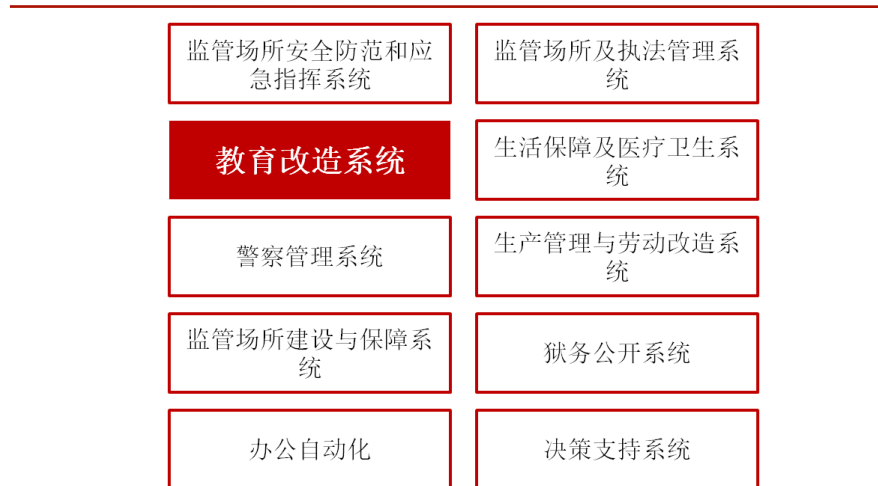 监管场所安全防范和应
急指挥系统
监管场所及执法管理系
统
教育改造系统
生活保障及医疗卫生系
统
警察管理系统
生产管理与劳动改造系
统
监管场所建设与保障系
统
狱务公开系统
办公自动化
决策支持系统